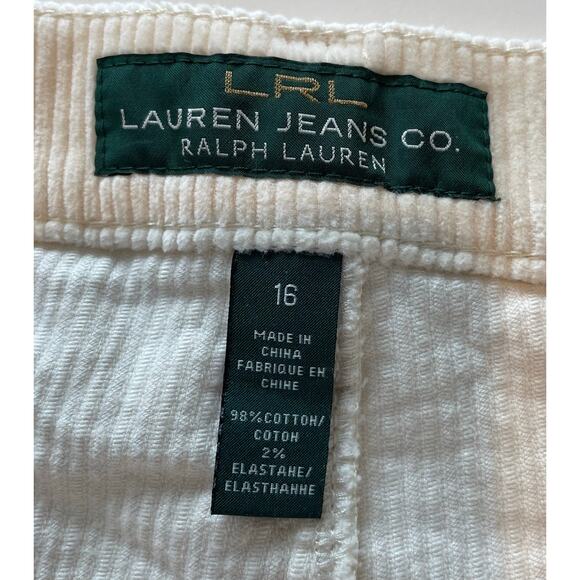 LRL
LAUREN JEANS CO.
RALPH LAUREN
16
MADE IN
CHINA
FABRIQUE EN
CHINE
98% COTTON/
COTON
2%
ELASTANE/
ELASTHANNE